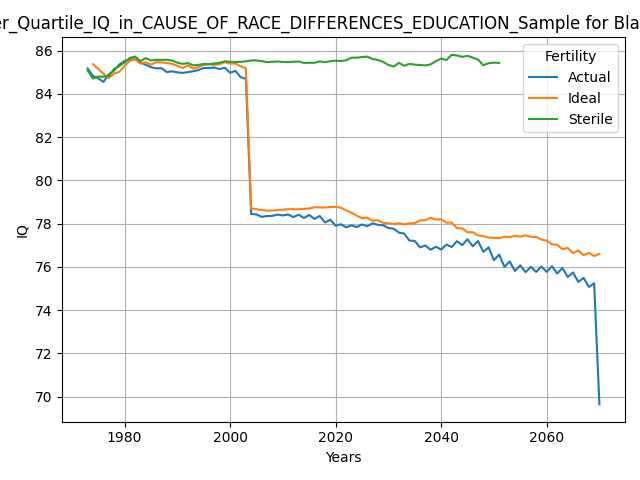 er_Quartile_IQ_in_CAUSE_OF_RACE_DIFFERENCES_EDUCATION_Sample for Bla
86
84
82
80
78
76
74
72
70
IQ
Fertility
Actual
Ideal
Sterile
1980 2000 2020 2040 2060
Years